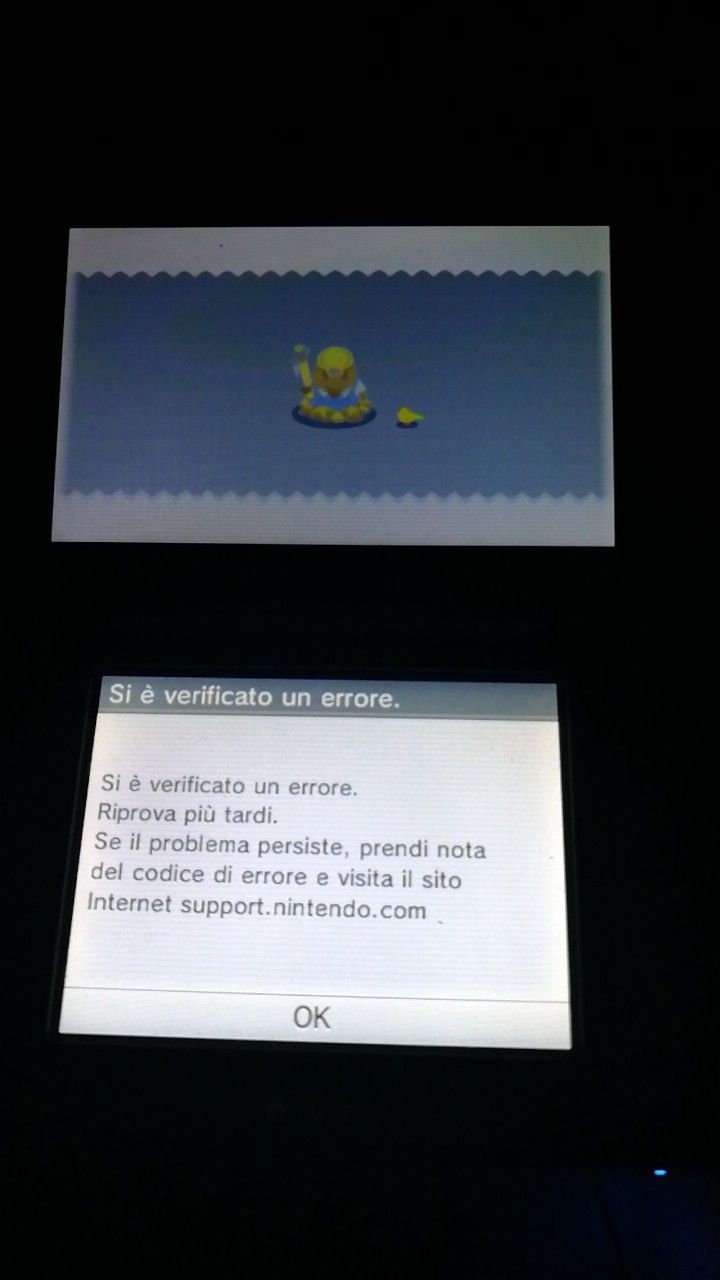 Si è verificato un errore.
Si è verificato un errore.
Riprova più tardi.
Se il problema persiste, prendi nota
del codice di errore e visita il sito
Internet support.nintendo.com
OK